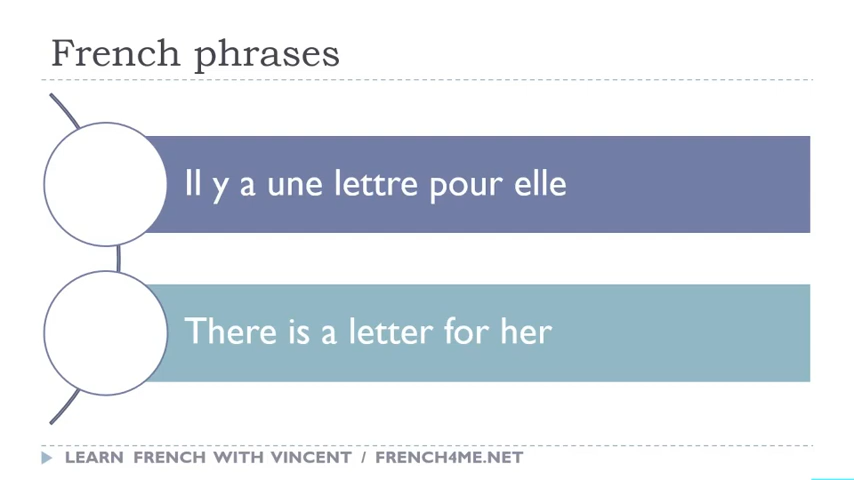 French phrases
Il y a une lettre pour elle
There is a letter for her
LEARN FRENCH WITH VINCENT / FRENCH4ME.NET